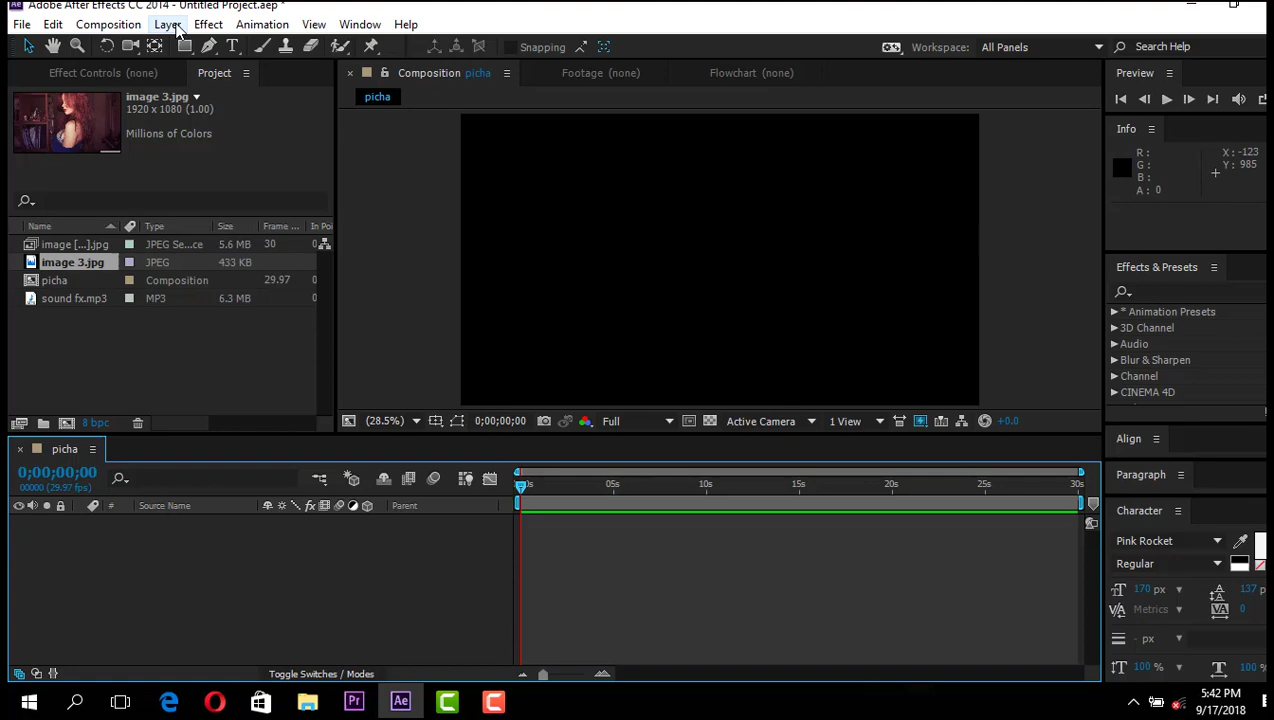 Adobe After Effects CC 2014 - Untitled Project.aep *
File Edit Composition Layer Effect Animation View Window Help
Snapping Workspace: All Panels Search Help
Effect Controls (none) Project Composition picha Footage (none) Flowchart (none) Preview
picha
image 3.jpg
1920 x 1080 (1.00)
Millions of Colors
Info
R: X: -123
G: Y: 985
B:
A: 0
Name Type Size Frame ... In Poi
image [...].jpg JPEG Se...ce 5.6 MB 30 0
image 3.jpg JPEG 433 KB
picha Composition 29.97 0
sound fx.mp3 MP3 6.3 MB 0
Effects & Presets
* Animation Presets
3D Channel
Audio
Blur & Sharpen
Channel
CINEMA 4D
8 bpc
(28.5%) 0;00;00;00 Full Active Camera 1 View +0.0
Align
Paragraph
Character
Pink Rocket
Regular
170 px 137 p
Metrics 0
- px
100 % 100 %
picha
0;00;00;00
00000 (29.97 fps)
0s 05s 10s 15s 20s 25s 30s
# Source Name fx Parent
Toggle Switches / Modes
Pr Ae
5:42 PM
9/17/2018